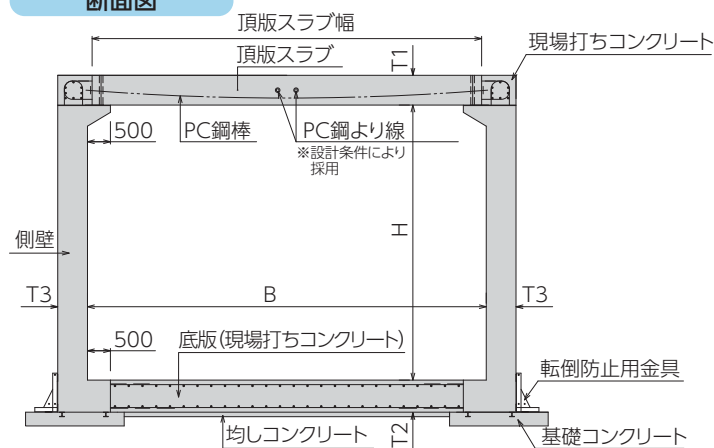 断面図
頂版スラブ幅
頂版スラブ
T1
現場打ちコンクリート
500
PC鋼棒
PC鋼より線
※設計条件により
採用
H
側壁
T3
B
T3
500
底版(現場打ちコンクリート)
転倒防止用金具
均しコンクリート
T2
基礎コンクリート